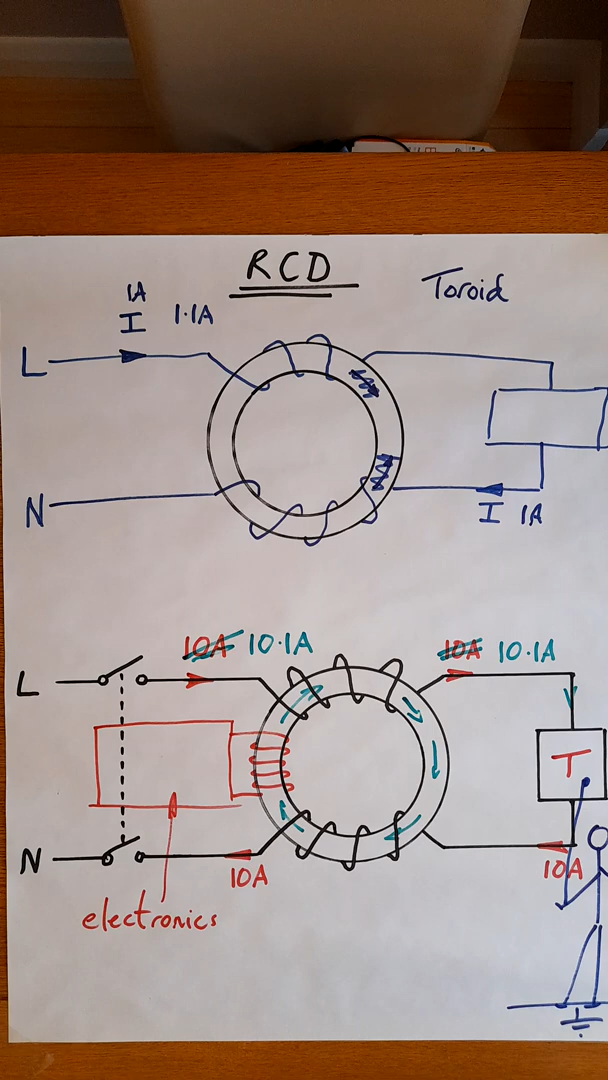 RCD
Toroid
1A
I 1.1A
L
N
I 1A
10A 10.1A
10A 10.1A
L
T
N
10A
10A
electronics